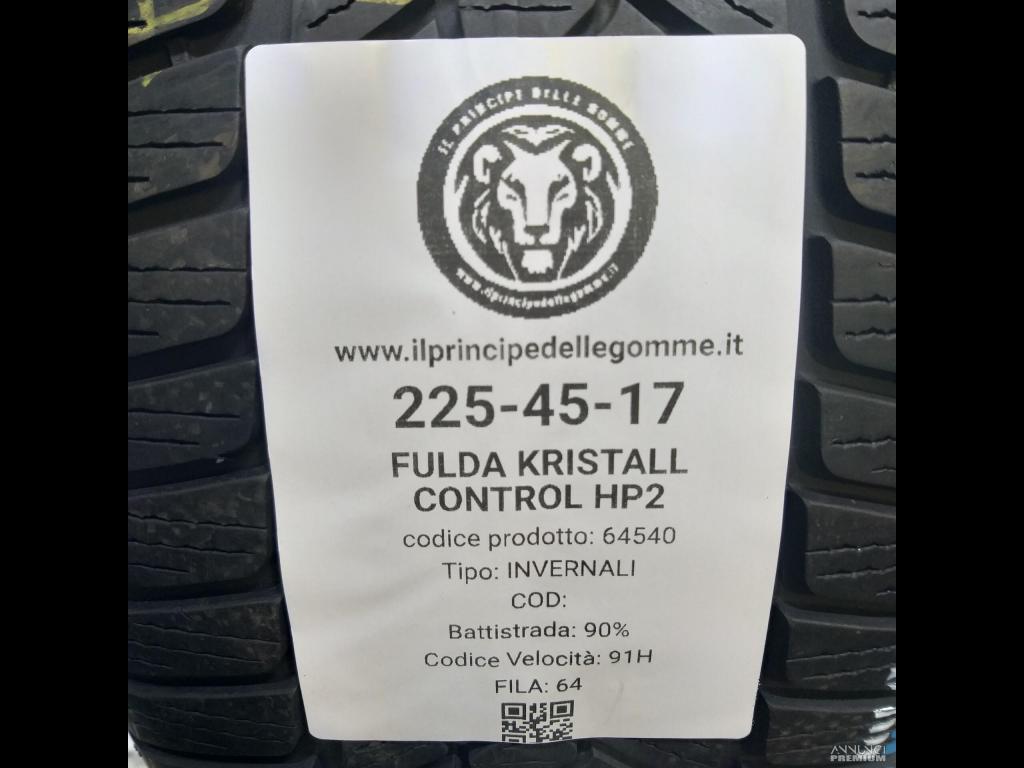 IL PRINCIPE DELLE GOMME
www.ilprincipedellegomme.it
www.ilprincipedellegomme.it
225-45-17
FULDA KRISTALL
CONTROL HP2
codice prodotto: 64540
Tipo: INVERNALI
COD:
Battistrada: 90%
Codice Velocità: 91H
FILA: 64
ANNUNCI
PREMIUM